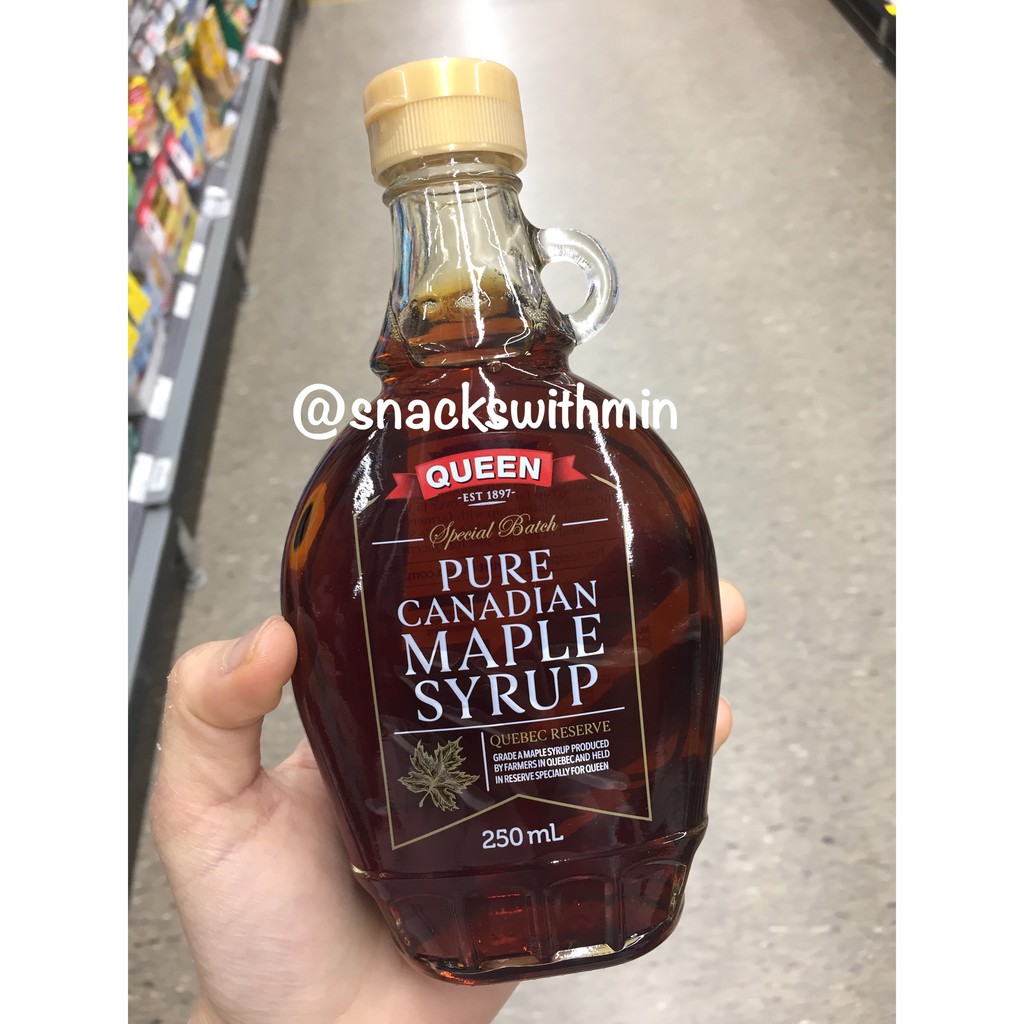 @snackswithmin
QUEEN
-EST 1897-
Special Batch
PURE
CANADIAN
MAPLE
SYRUP
QUEBEC RESERVE
GRADE A MAPLE SYRUP PRODUCED
BY FARMERS IN QUEBEC AND HELD
IN RESERVE SPECIALLY FOR QUEEN
250 mL